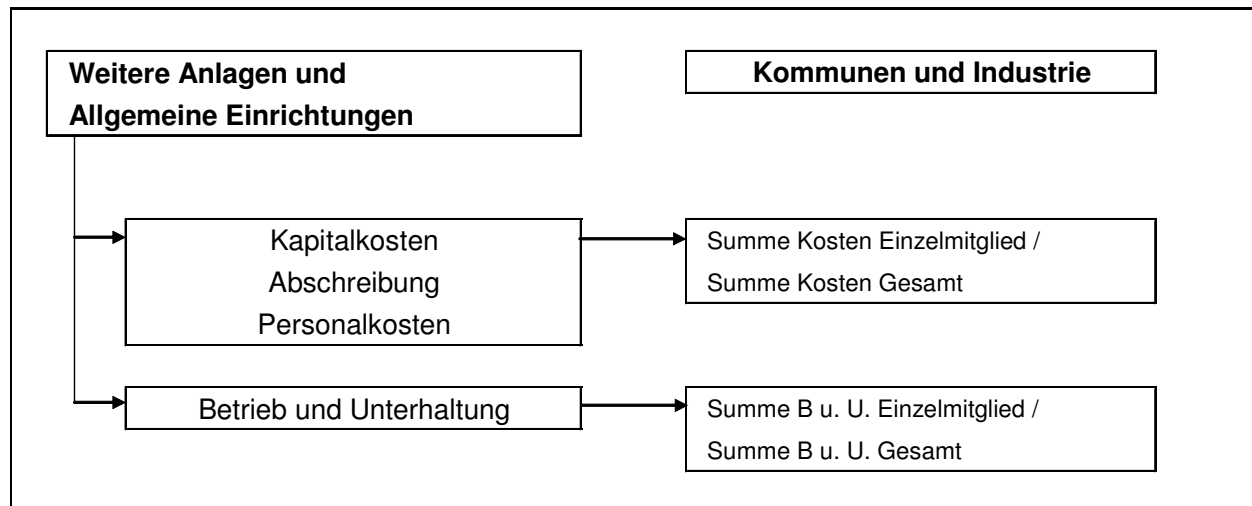 Weitere Anlagen und
Allgemeine Einrichtungen
Kommunen und Industrie
Kapitalkosten
Abschreibung
Personalkosten
Summe Kosten Einzelmitglied /
Summe Kosten Gesamt
Betrieb und Unterhaltung
Summe B u. U. Einzelmitglied /
Summe B u. U. Gesamt